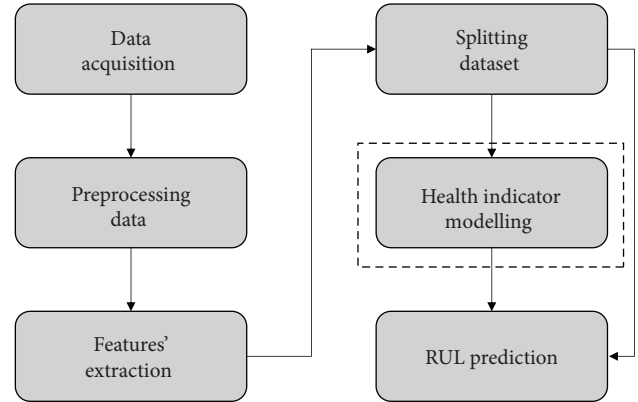 Data
acquisition
Preprocessing
data
Features’
extraction
Splitting
dataset
Health indicator
modelling
RUL prediction